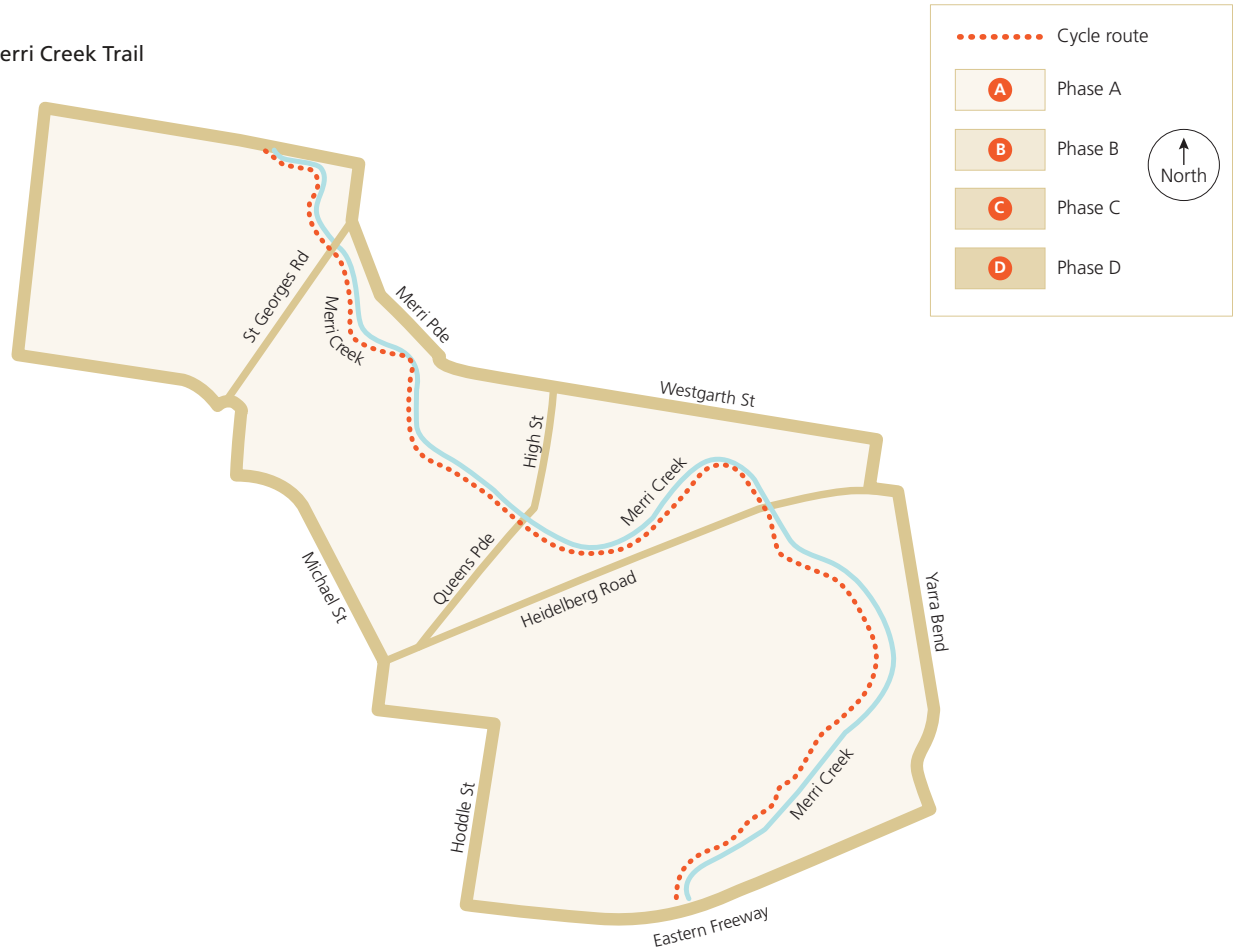 erri Creek Trail
Cycle route
A Phase A
B Phase B
C Phase C
D Phase D
North
St Georges Rd
Merri Creek
Merri Pde
Westgarth St
High St
Merri Creek
Queens Pde
Heidelberg Road
Michael St
Yarra Bend
Merri Creek
Hoddle St
Eastern Freeway